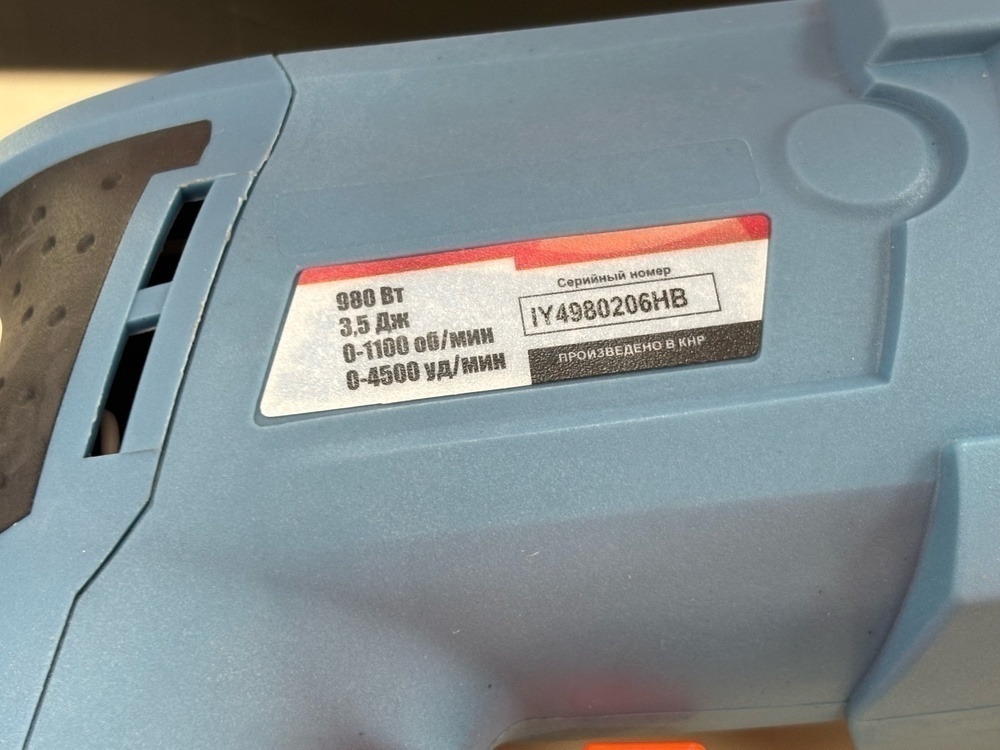 980 Вт
3,5 Дж
0-1100 об/мин
0-4500 уд/мин
Серийный номер
IY4980206HB
ПРОИЗВЕДЕНО В КНР